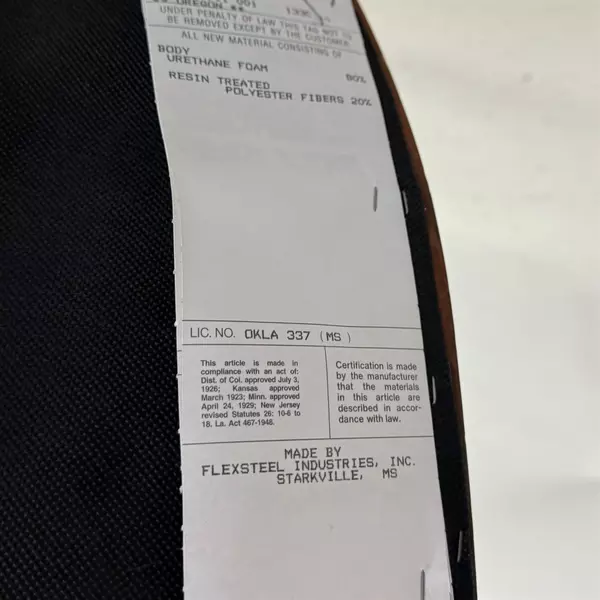 ** OREGON ** 001
UNDER PENALTY OF LAW THIS TAG NOT TO
BE REMOVED EXCEPT BY THE CUSTOMER
ALL NEW MATERIAL CONSISTING OF
BODY
URETHANE FOAM 80%
RESIN TREATED
POLYESTER FIBERS 20%
LIC. NO. OKLA 337 (MS)
This article is made in
compliance with an act of:
Dist. of Col. approved July 3,
1926; Kansas approved
March 1923; Minn. approved
April 24, 1929; New Jersey
revised Statutes 26: 10-6 to
18. La. Act 467-1948.
Certification is made
by the manufacturer
that the materials
in this article are
described in accor-
dance with law.
MADE BY
FLEXSTEEL INDUSTRIES, INC.
STARKVILLE, MS